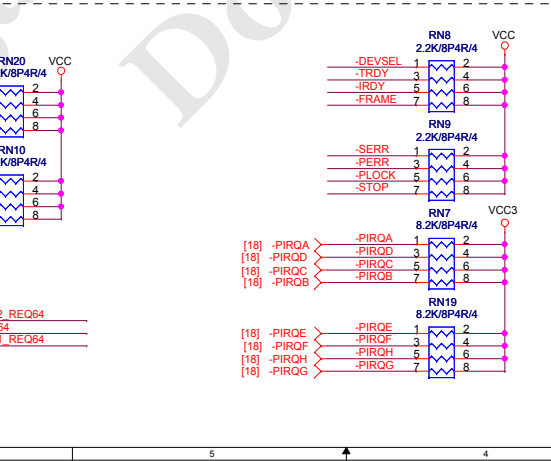 RN8
VCC
2.2K/8P4R/4
-DEVSEL 1 2
-TRDY 3 4
-IRDY 5 6
-FRAME 7 8
RN20
VCC
K/8P4R/4
2
4
6
8
RN9
2.2K/8P4R/4
-SERR 1 2
-PERR 3 4
-PLOCK 5 6
-STOP 7 8
RN10
K/8P4R/4
2
4
6
8
RN7
VCC3
8.2K/8P4R/4
[18] -PIRQA -PIRQA 1 2
[18] -PIRQD -PIRQD 3 4
[18] -PIRQC -PIRQC 5 6
[18] -PIRQB -PIRQB 7 8
RN19
8.2K/8P4R/4
[18] -PIRQE -PIRQE 1 2
[18] -PIRQF -PIRQF 3 4
[18] -PIRQH -PIRQH 5 6
[18] -PIRQG -PIRQG 7 8
2_REQ64
64
1_REQ64
5
4